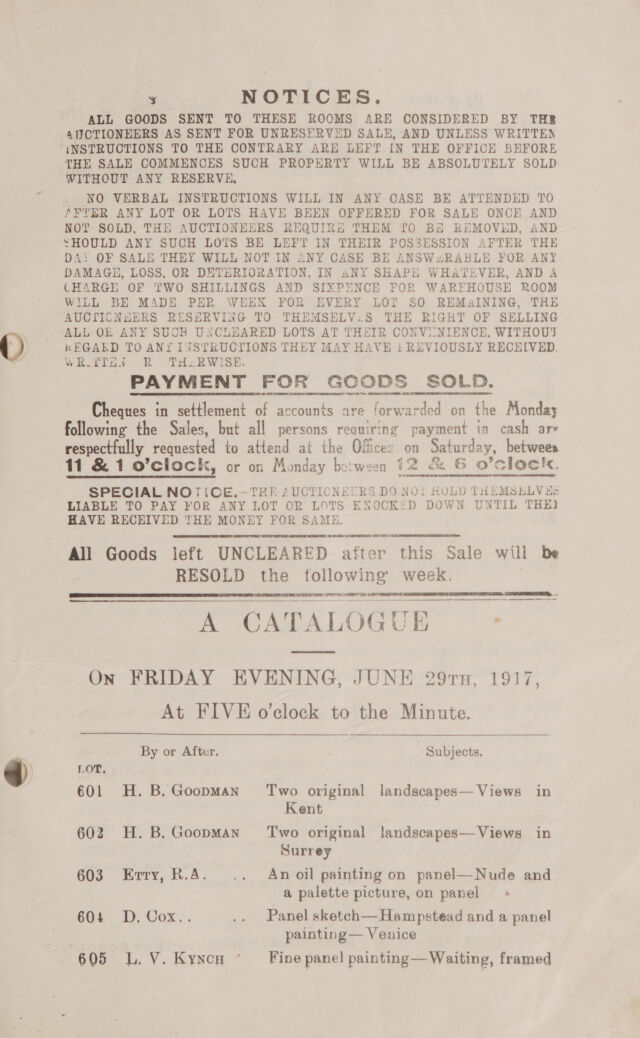 NOTICES.
ALL GOODS SENT TO THESE ROOMS ARE CONSIDERED BY THE
AUCTIONEERS AS SENT FOR UNRESERVED SALE, AND UNLESS WRITTEN
INSTRUCTIONS TO THE CONTRARY ARE LEFT IN THE OFFICE BEFORE
THE SALE COMMENCES SUCH PROPERTY WILL BE ABSOLUTELY SOLD
WITHOUT ANY RESERVE.
NO VERBAL INSTRUCTIONS WILL IN ANY CASE BE ATTENDED TO
AFTER ANY LOT OR LOTS HAVE BEEN OFFERED FOR SALE ONCE AND
NOT SOLD, THE AUCTIONEERS REQUIRE THEM TO BE REMOVED, AND
SHOULD ANY SUCH LOTS BE LEFT IN THEIR POSSESSION AFTER THE
DAY OF SALE THEY WILL NOT IN ANY CASE BE ANSWERABLE FOR ANY
DAMAGE, LOSS, OR DETERIORATION, IN ANY SHAPE WHATEVER, AND A
CHARGE OF TWO SHILLINGS AND SIXPENCE FOR WAREHOUSE ROOM
WILL BE MADE PER WEEK FOR EVERY LOT SO REMAINING, THE
AUCTIONEERS RESERVING TO THEMSELVES THE RIGHT OF SELLING
ALL OR ANY SUCH UNCLEARED LOTS AT THEIR CONVENIENCE, WITHOUT
REGARD TO ANY INSTRUCTIONS THEY MAY HAVE PREVIOUSLY RECEIVED,
WRITTEN OR OTHERWISE.
PAYMENT FOR GOODS SOLD.
Cheques in settlement of accounts are forwarded on the Monday
following the Sales, but all persons requiring payment in cash are
respectfully requested to attend at the Offices on Saturday, between
11 & 1 o'clock, or on Monday between 12 & 6 o'clock.
SPECIAL NOTICE.—THE AUCTIONEERS DO NOT HOLD THEMSELVES
LIABLE TO PAY FOR ANY LOT OR LOTS KNOCKED DOWN UNTIL THEY
HAVE RECEIVED THE MONEY FOR SAME.
All Goods left UNCLEARED after this Sale will be
RESOLD the following week.
A CATALOGUE
ON FRIDAY EVENING, JUNE 29TH, 1917,
At FIVE o'clock to the Minute.
By or After. Subjects.
LOT.
601 H. B. GOODMAN Two original landscapes—Views in
Kent
602 H. B. GOODMAN Two original landscapes—Views in
Surrey
603 ETTY, R.A. .. An oil painting on panel—Nude and
a palette picture, on panel
604 D. Cox.. .. Panel sketch—Hampstead and a panel
painting—Venice
605 L. V. KYNCH Fine panel painting—Waiting, framed